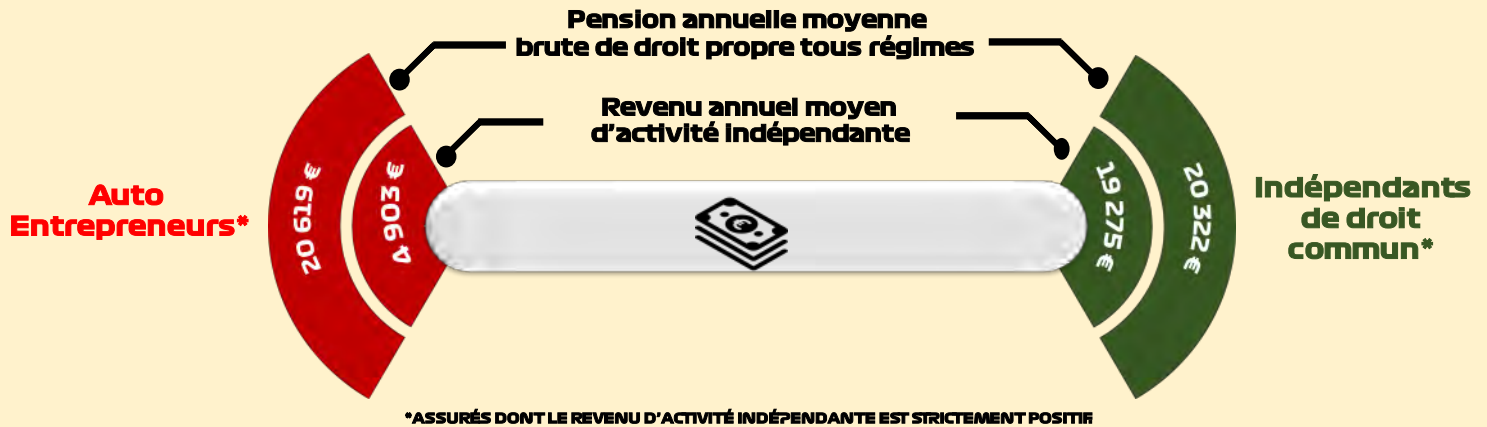 Pension annuelle moyenne
brute de droit propre tous régimes
Revenu annuel moyen
d'activité indépendante
Auto
Entrepreneurs*
20 619 €
4 903 €
19 275 €
20 322 €
Indépendants
de droit
commun*
*ASSURÉS DONT LE REVENU D'ACTIVITÉ INDÉPENDANTE EST STRICTEMENT POSITIF